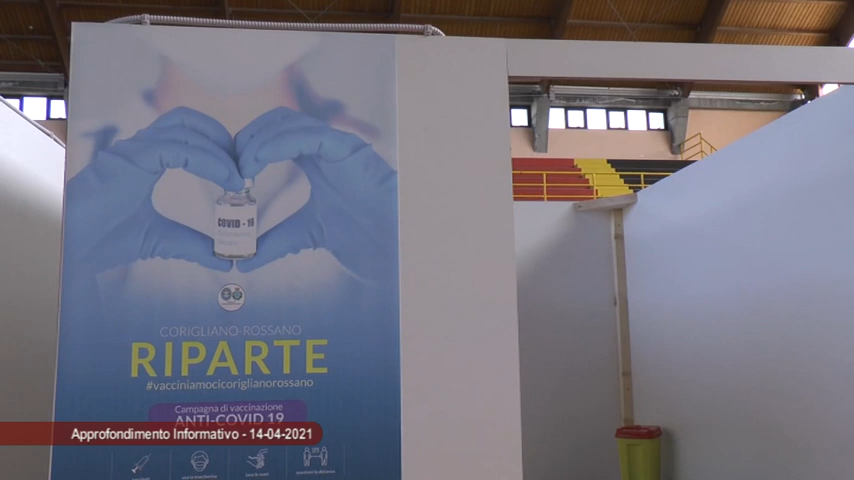 COVID - 19
CORIGLIANO-ROSSANO
RIPARTE
#vacciniamocicoriglianorossano
Campagna di vaccinazione
ANTI-COVID 19
Approfondimento Informativo - 14-04-2021